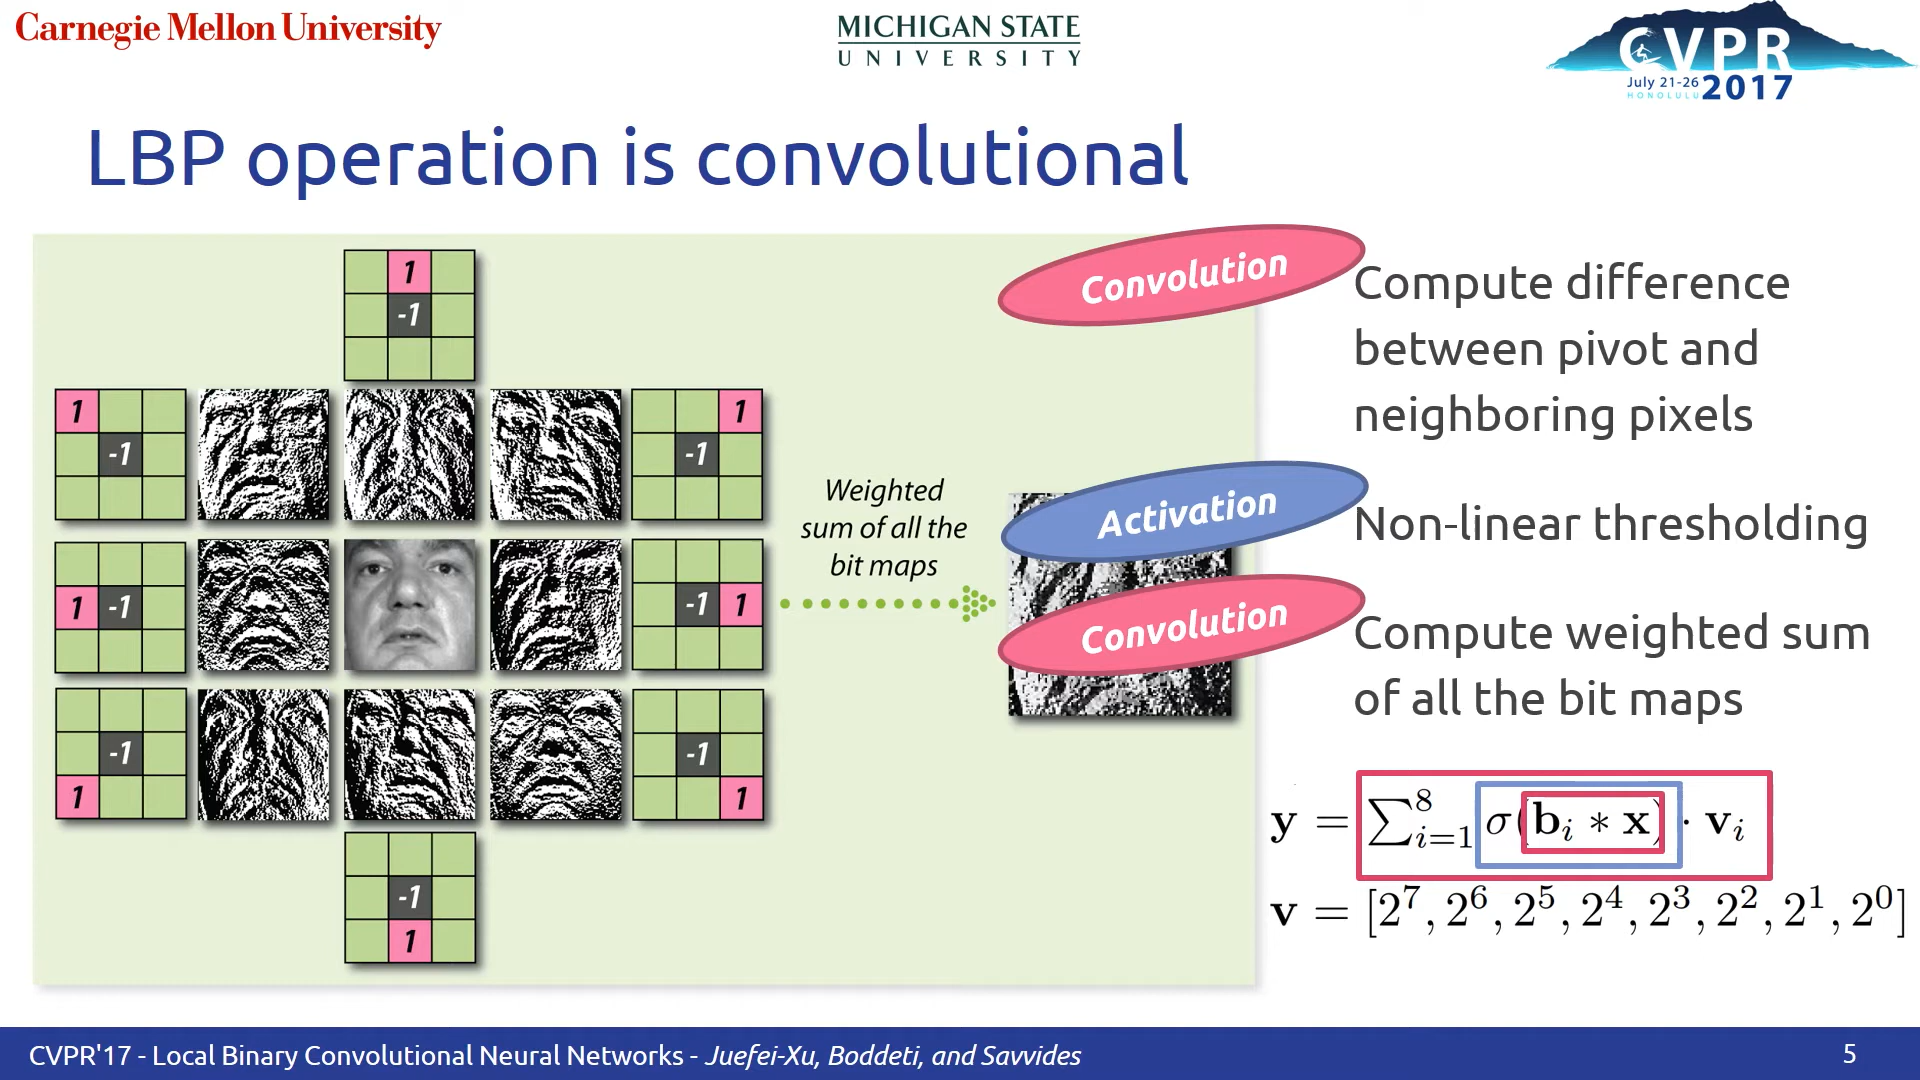 Carnegie Mellon University
MICHIGAN STATE
UNIVERSITY
CVPR
July 21-26
HONOLULU
2017
LBP operation is convolutional
1
-1
1
-1
1
-1
1 -1
-1 1
-1
1
-1
1
-1
1
Weighted
sum of all the
bit maps
Convolution
Compute difference
between pivot and
neighboring pixels
Activation
Non-linear thresholding
Convolution
Compute weighted sum
of all the bit maps
y = ∑⁸ᵢ₌₁ σ(bᵢ ∗ x) · vᵢ
v = [2⁷, 2⁶, 2⁵, 2⁴, 2³, 2², 2¹, 2⁰]
CVPR'17 - Local Binary Convolutional Neural Networks - Juefei-Xu, Boddeti, and Savvides
5